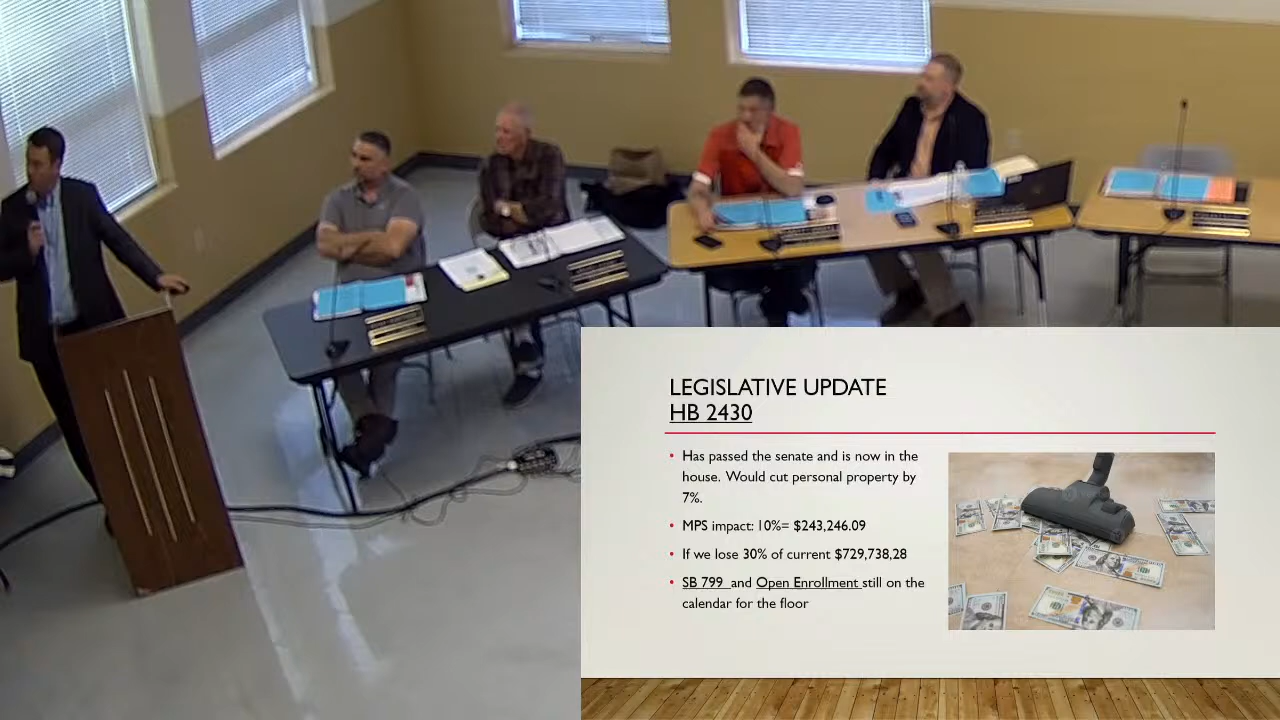 LEGISLATIVE UPDATE
HB 2430
• Has passed the senate and is now in the
house. Would cut personal property by
7%.
• MPS impact: 10%= $243,246.09
• If we lose 30% of current $729,738,28
• SB 799 and Open Enrollment still on the
calendar for the floor